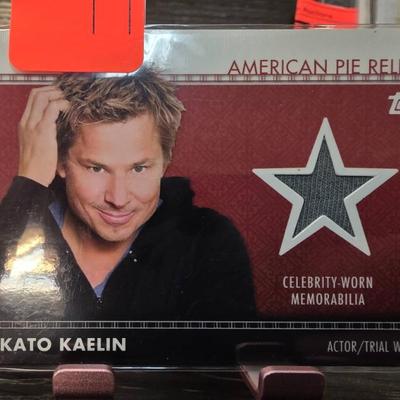 AMERICAN PIE REL
CELEBRITY-WORN
MEMORABILIA
KATO KAELIN
ACTOR/TRIAL W